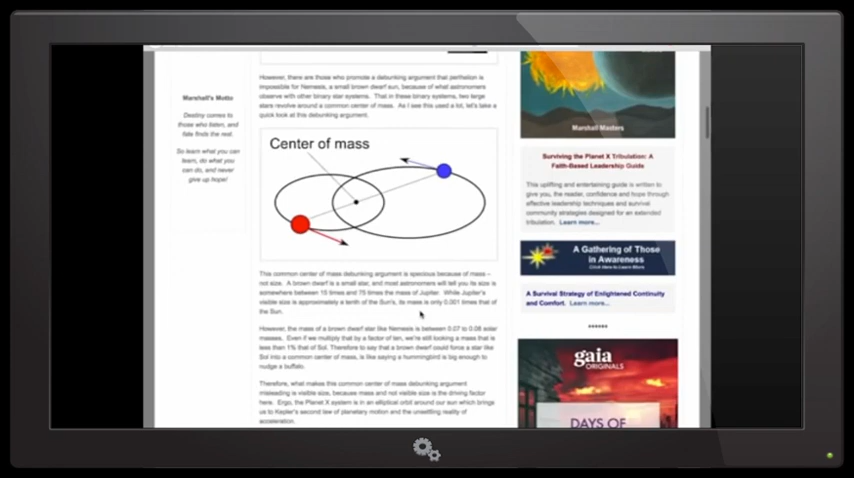 However, there are those who promote a debunking argument that perihelion is
impossible for Nemesis, a small brown dwarf sun, because of what astronomers
observe with other binary star systems. That in these binary systems, two large
stars revolve around a common center of mass. As I see this used a lot, let's take a
quick look at this debunking argument.
Marshall's Motto
Destiny comes to
those who listen, and
fate finds the rest.
So learn what you can
learn, do what you
can do, and never
give up hope!
Center of mass
This common center of mass debunking argument is specious because of mass –
not size. A brown dwarf is a small star, and most astronomers will tell you its size is
somewhere between 15 times and 75 times the mass of Jupiter. While Jupiter's
visible size is approximately a tenth of the Sun's, its mass is only 0.001 times that of
the Sun.
However, the mass of a brown dwarf star like Nemesis is between 0.07 to 0.08 solar
masses. Even if we multiply that by a factor of ten, we're still looking a mass that is
less than 1% that of Sol. Therefore to say that a brown dwarf could force a star like
Sol into a common center of mass, is like saying a hummingbird is big enough to
nudge a buffalo.
Therefore, what makes this common center of mass debunking argument
misleading is visible size, because mass and not visible size is the driving factor
here. Ergo, the Planet X system is in an elliptical orbit around our sun which brings
us to Kepler's second law of planetary motion and the unsettling reality of
acceleration.
Marshall Masters
Surviving the Planet X Tribulation: A
Faith-Based Leadership Guide
This uplifting and entertaining guide is written to
give you, the reader, confidence and hope through
effective leadership techniques and survival
community strategies designed for an extended
tribulation. Learn more...
A Gathering of Those
in Awareness
Click Here to Learn More
A Survival Strategy of Enlightened Continuity
and Comfort. Learn more...
******
gaia
ORIGINALS
DAYS OF